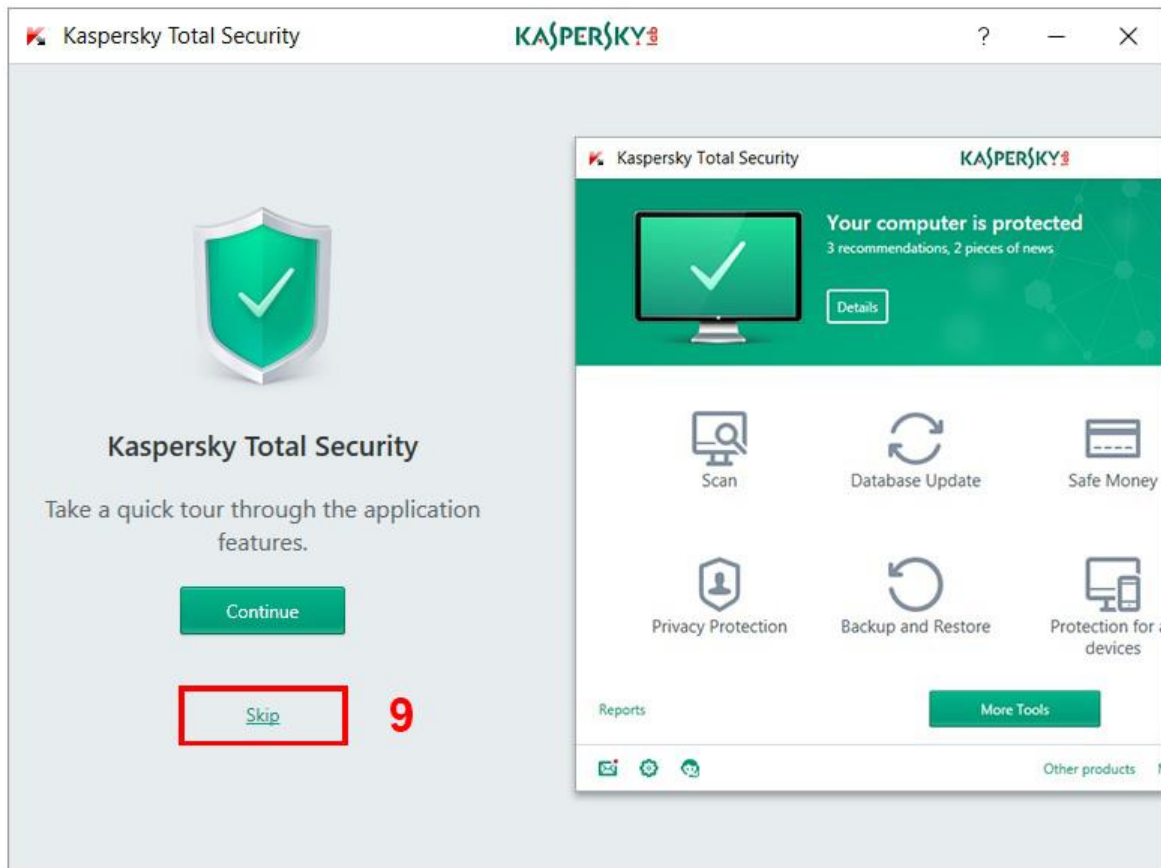 Kaspersky Total Security
KASPERSKY lab
?
Kaspersky Total Security
Take a quick tour through the application
features.
Continue
Skip
9
Kaspersky Total Security
KASPERSKY lab
Your computer is protected
3 recommendations, 2 pieces of news
Details
Scan
Database Update
Safe Money
Privacy Protection
Backup and Restore
Protection for
devices
Reports
More Tools
Other products